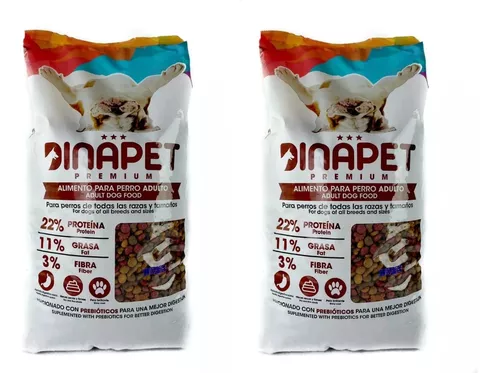 DINAPET
PREMIUM
ALIMENTO PARA PERRO ADULTO
ADULT DOG FOOD
Para perros de todas las razas y tamaños
For dogs of all breeds and sizes
22% PROTEÍNA
Protein
11% GRASA
Fat
3% FIBRA
Fiber
CON PREBIÓTICOS PARA UNA MEJOR DIGESTIÓN
SUPLEMENTED WITH PREBIOTICS FOR BETTER DIGESTION
DINAPET
PREMIUM
ALIMENTO PARA PERRO ADULTO
ADULT DOG FOOD
Para perros de todas las razas y tamaños
For dogs of all breeds and sizes
22% PROTEÍNA
Protein
11% GRASA
Fat
3% FIBRA
Fiber
CON PREBIÓTICOS PARA UNA MEJOR DIGESTIÓN
SUPLEMENTED WITH PREBIOTICS FOR BETTER DIGESTION